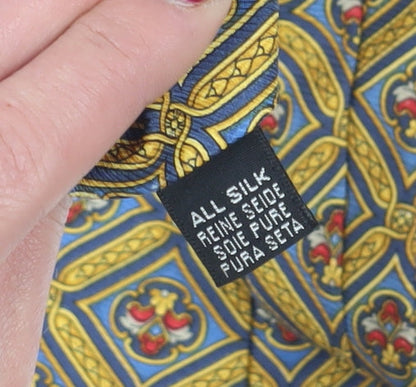 ALL SILK
REINE SEIDE
SOIE PURE
PURA SETA